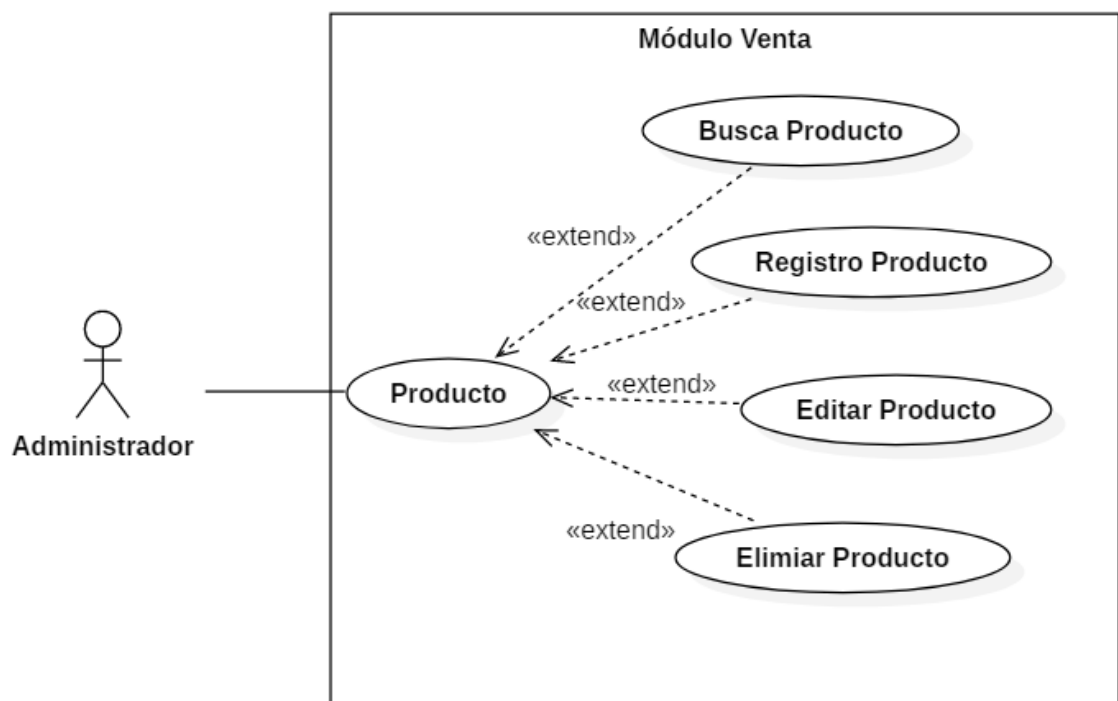 Módulo Venta
Busca Producto
«extend»
Registro Producto
«extend»
«extend»
Producto
Editar Producto
Administrador
«extend»
Elimiar Producto